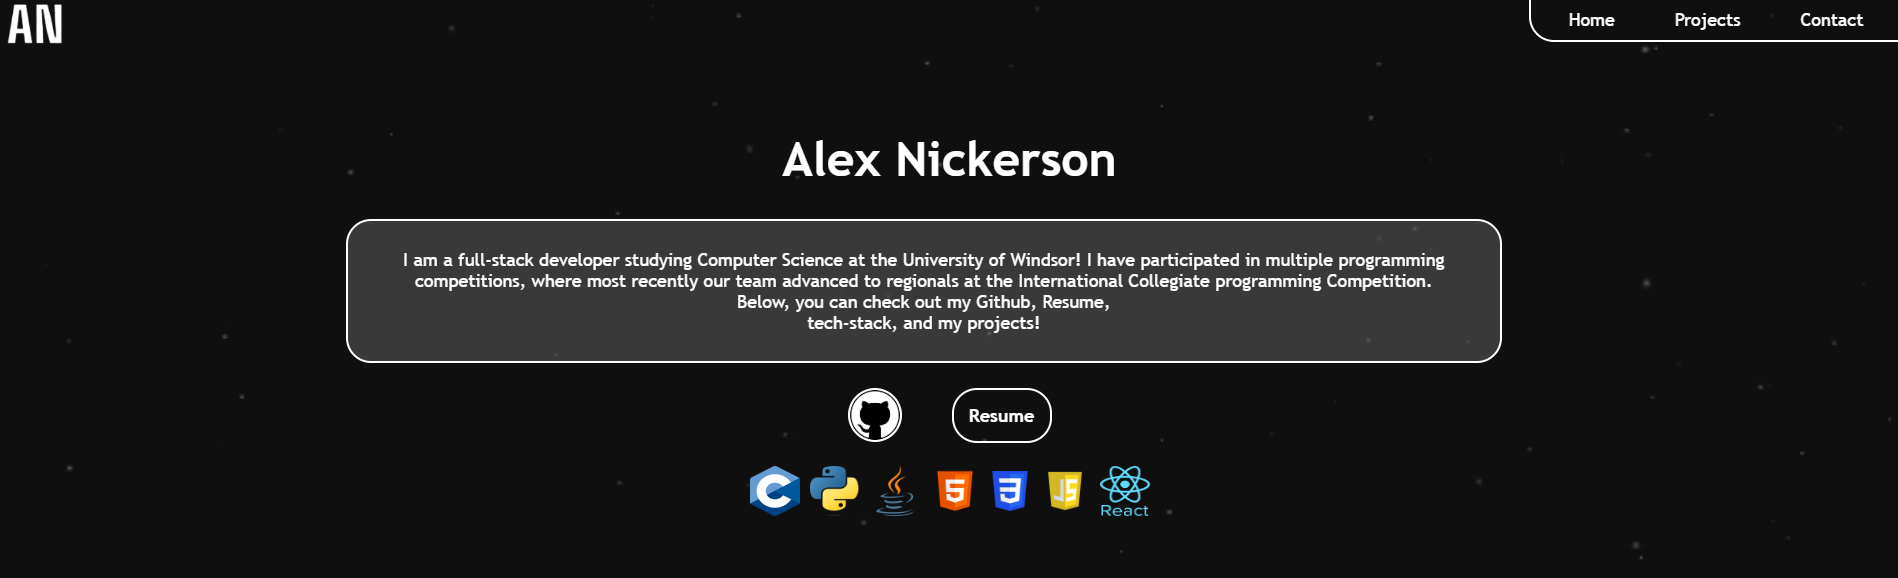 AN
Home Projects Contact
Alex Nickerson
I am a full-stack developer studying Computer Science at the University of Windsor! I have participated in multiple programming
competitions, where most recently our team advanced to regionals at the International Collegiate programming Competition.
Below, you can check out my Github, Resume,
tech-stack, and my projects!
Resume
C 5 3 JS
React